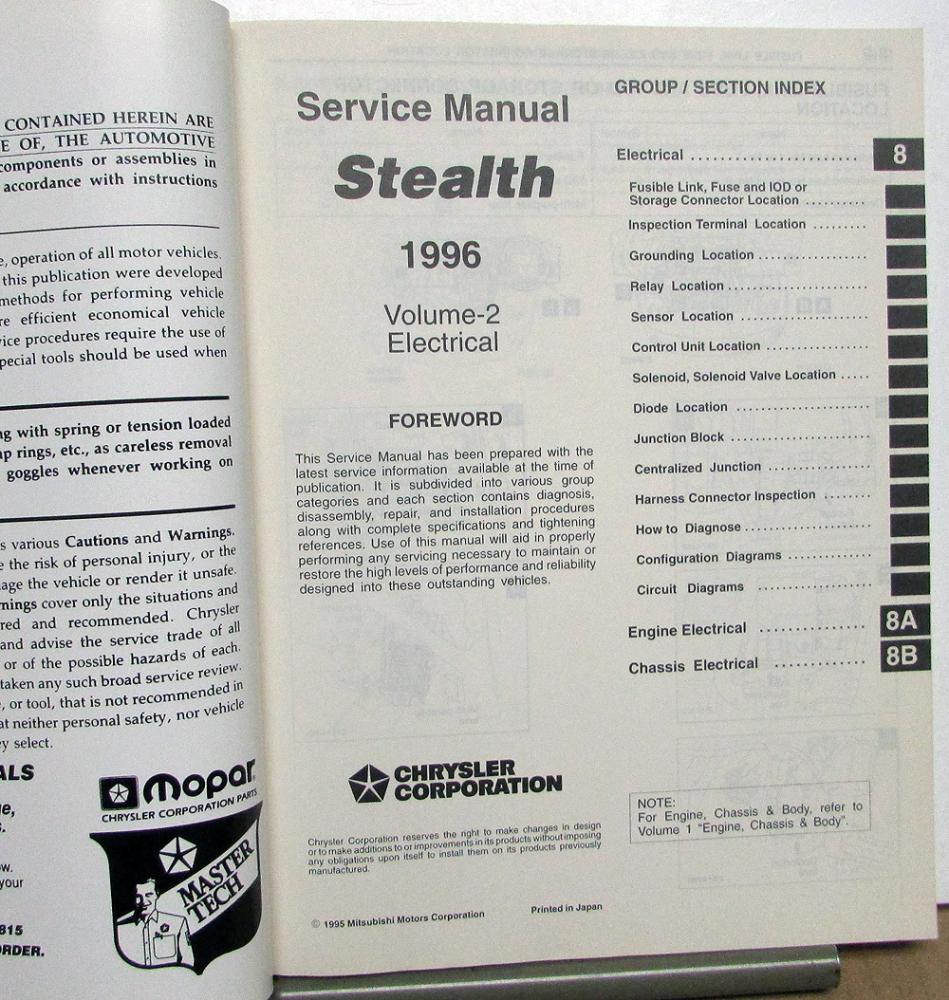 CONTAINED HEREIN ARE
E OF, THE AUTOMOTIVE
components or assemblies in
accordance with instructions
e, operation of all motor vehicles.
this publication were developed
methods for performing vehicle
re efficient economical vehicle
vice procedures require the use of
pecial tools should be used when
ng with spring or tension loaded
ap rings, etc., as careless removal
goggles whenever working on
s various Cautions and Warnings.
e the risk of personal injury, or the
age the vehicle or render it unsafe.
nings cover only the situations and
red and recommended. Chrysler
and advise the service trade of all
or of the possible hazards of each.
taken any such broad service review.
e, or tool, that is not recommended in
at neither personal safety, nor vehicle
ey select.
ALS
ge,
s.
ow.
your
815
ORDER.
Mopar
CHRYSLER CORPORATION PARTS
MASTER
TECH
Service Manual
Stealth
1996
Volume-2
Electrical
FOREWORD
This Service Manual has been prepared with the
latest service information available at the time of
publication. It is subdivided into various group
categories and each section contains diagnosis,
disassembly, repair, and installation procedures
along with complete specifications and tightening
references. Use of this manual will aid in properly
performing any servicing necessary to maintain or
restore the high levels of performance and reliability
designed into these outstanding vehicles.
CHRYSLER
CORPORATION
Chrysler Corporation reserves the right to make changes in design
or to make additions to or improvements in its products without imposing
any obligations upon itself to install them on its products previously
manufactured.
© 1995 Mitsubishi Motors Corporation Printed in Japan
GROUP / SECTION INDEX
Electrical ........................ 8
Fusible Link, Fuse and IOD or
Storage Connector Location ..........
Inspection Terminal Location .........
Grounding Location ..................
Relay Location .......................
Sensor Location .....................
Control Unit Location .................
Solenoid, Solenoid Valve Location .....
Diode Location ......................
Junction Block .......................
Centralized Junction .................
Harness Connector Inspection ........
How to Diagnose .....................
Configuration Diagrams ..............
Circuit Diagrams ...................
Engine Electrical ............... 8A
Chassis Electrical ............. 8B
NOTE:
For Engine, Chassis & Body, refer to
Volume 1 "Engine, Chassis & Body".